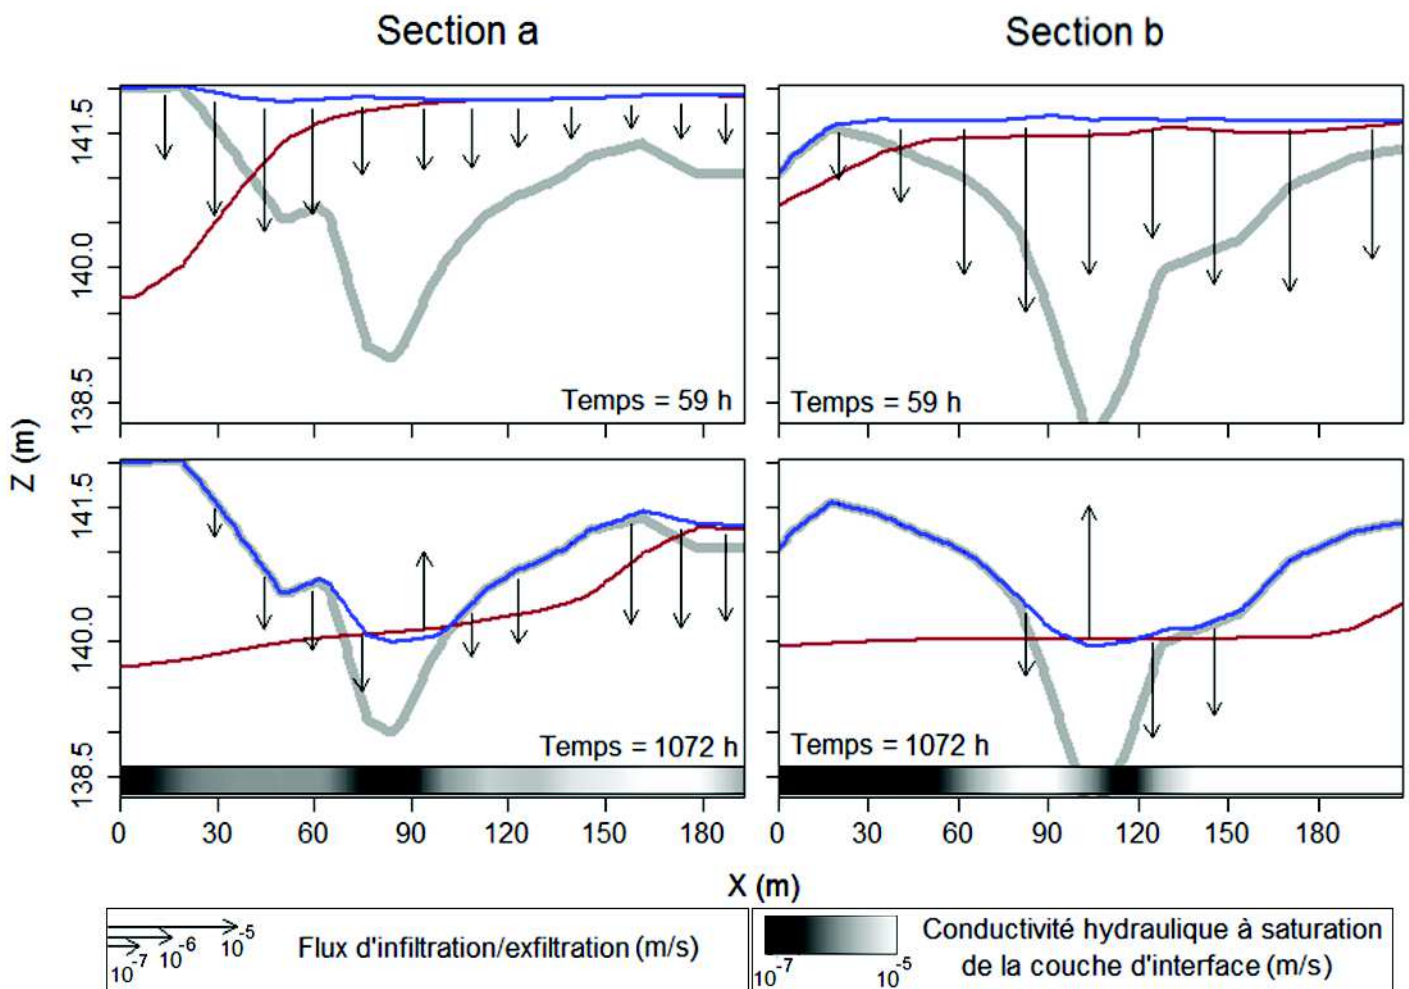 Section a
Section b
Z (m)
141.5
140.0
138.5
Temps = 59 h
Temps = 59 h
141.5
140.0
138.5
Temps = 1072 h
Temps = 1072 h
0 30 60 90 120 150 180
0 30 60 90 120 150 180
X (m)
10-7 10-6 10-5
Flux d'infiltration/exfiltration (m/s)
10-7 10-5
Conductivité hydraulique à saturation
de la couche d'interface (m/s)